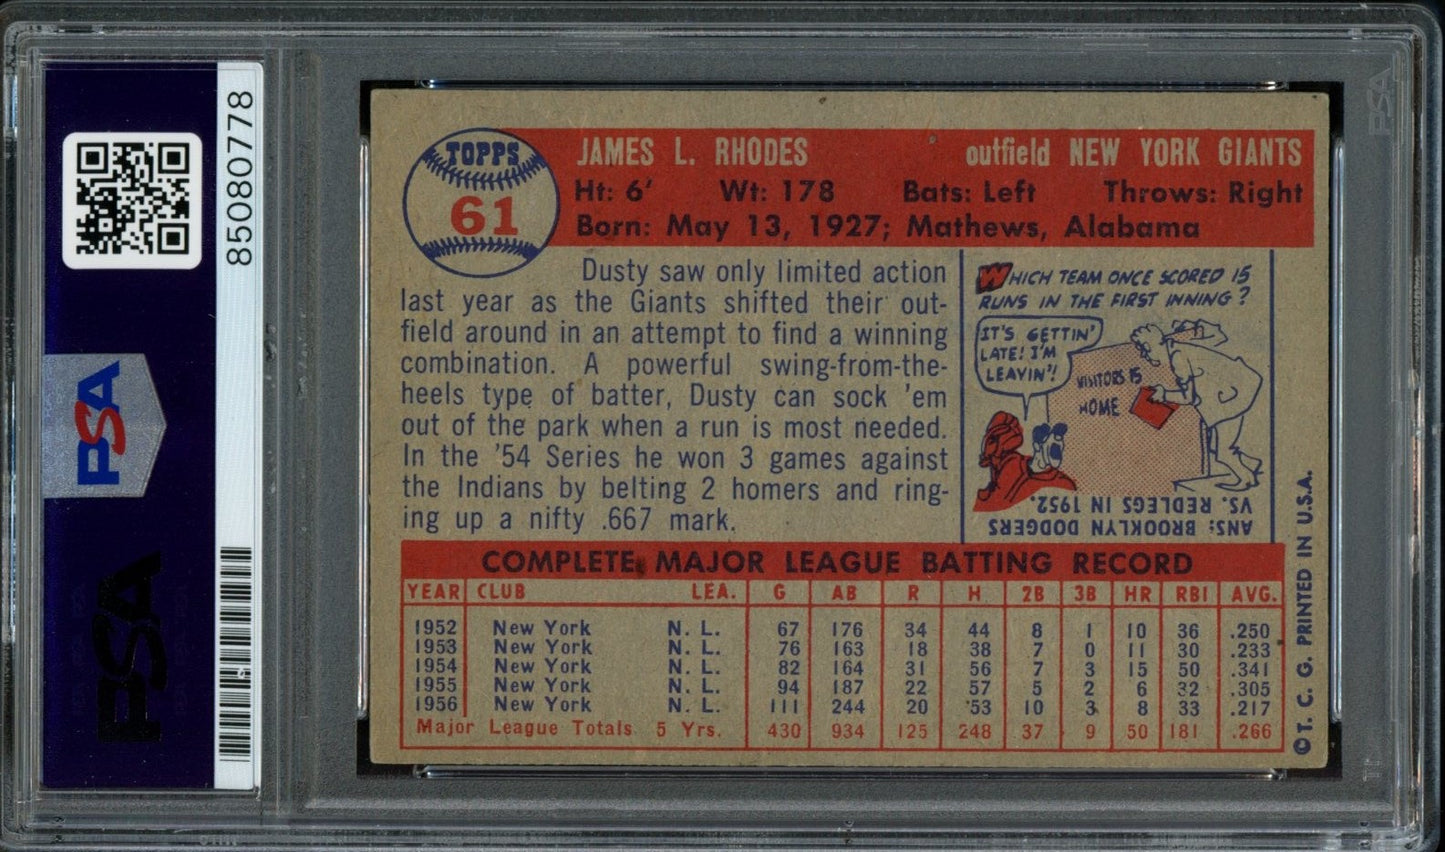 85080778
PSA
PSA
PSA
TOPPS
61
JAMES L. RHODES outfield NEW YORK GIANTS
Ht: 6' Wt: 178 Bats: Left Throws: Right
Born: May 13, 1927; Mathews, Alabama
Dusty saw only limited action
last year as the Giants shifted their out-
field around in an attempt to find a winning
combination. A powerful swing-from-the-
heels type of batter, Dusty can sock 'em
out of the park when a run is most needed.
In the '54 Series he won 3 games against
the Indians by belting 2 homers and ring-
ing up a nifty .667 mark.
WHICH TEAM ONCE SCORED 15
RUNS IN THE FIRST INNING?
IT'S GETTIN'
LATE! I'M
LEAVIN'!
VISITORS 15
HOME
ANS: BROOKLYN DODGERS
VS. REDLEGS IN 1952.
COMPLETE MAJOR LEAGUE BATTING RECORD
YEAR CLUB LEA. G AB R H 2B 3B HR RBI AVG.
1952 New York N. L. 67 176 34 44 8 1 10 36 .250
1953 New York N. L. 76 163 18 38 7 0 11 30 .233
1954 New York N. L. 82 164 31 56 7 3 15 50 .341
1955 New York N. L. 94 187 22 57 5 2 6 32 .305
1956 New York N. L. 111 244 20 53 10 3 8 33 .217
Major League Totals 5 Yrs. 430 934 125 248 37 9 50 181 .266
©T. C. G. PRINTED IN U.S.A.